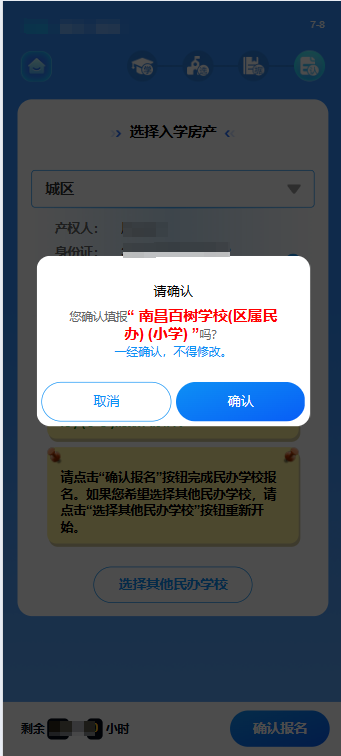 7-8
选择入学房产
城区
产权人：
身份证：
请确认
您确认填报“ 南昌百树学校(区属民
办) (小学) ”吗?
一经确认，不得修改。
取消
确认
请点击“确认报名”按钮完成民办学校报
名。如果您希望选择其他民办学校，请
点击“选择其他民办学校”按钮重新开
始。
选择其他民办学校
剩余 小时
确认报名